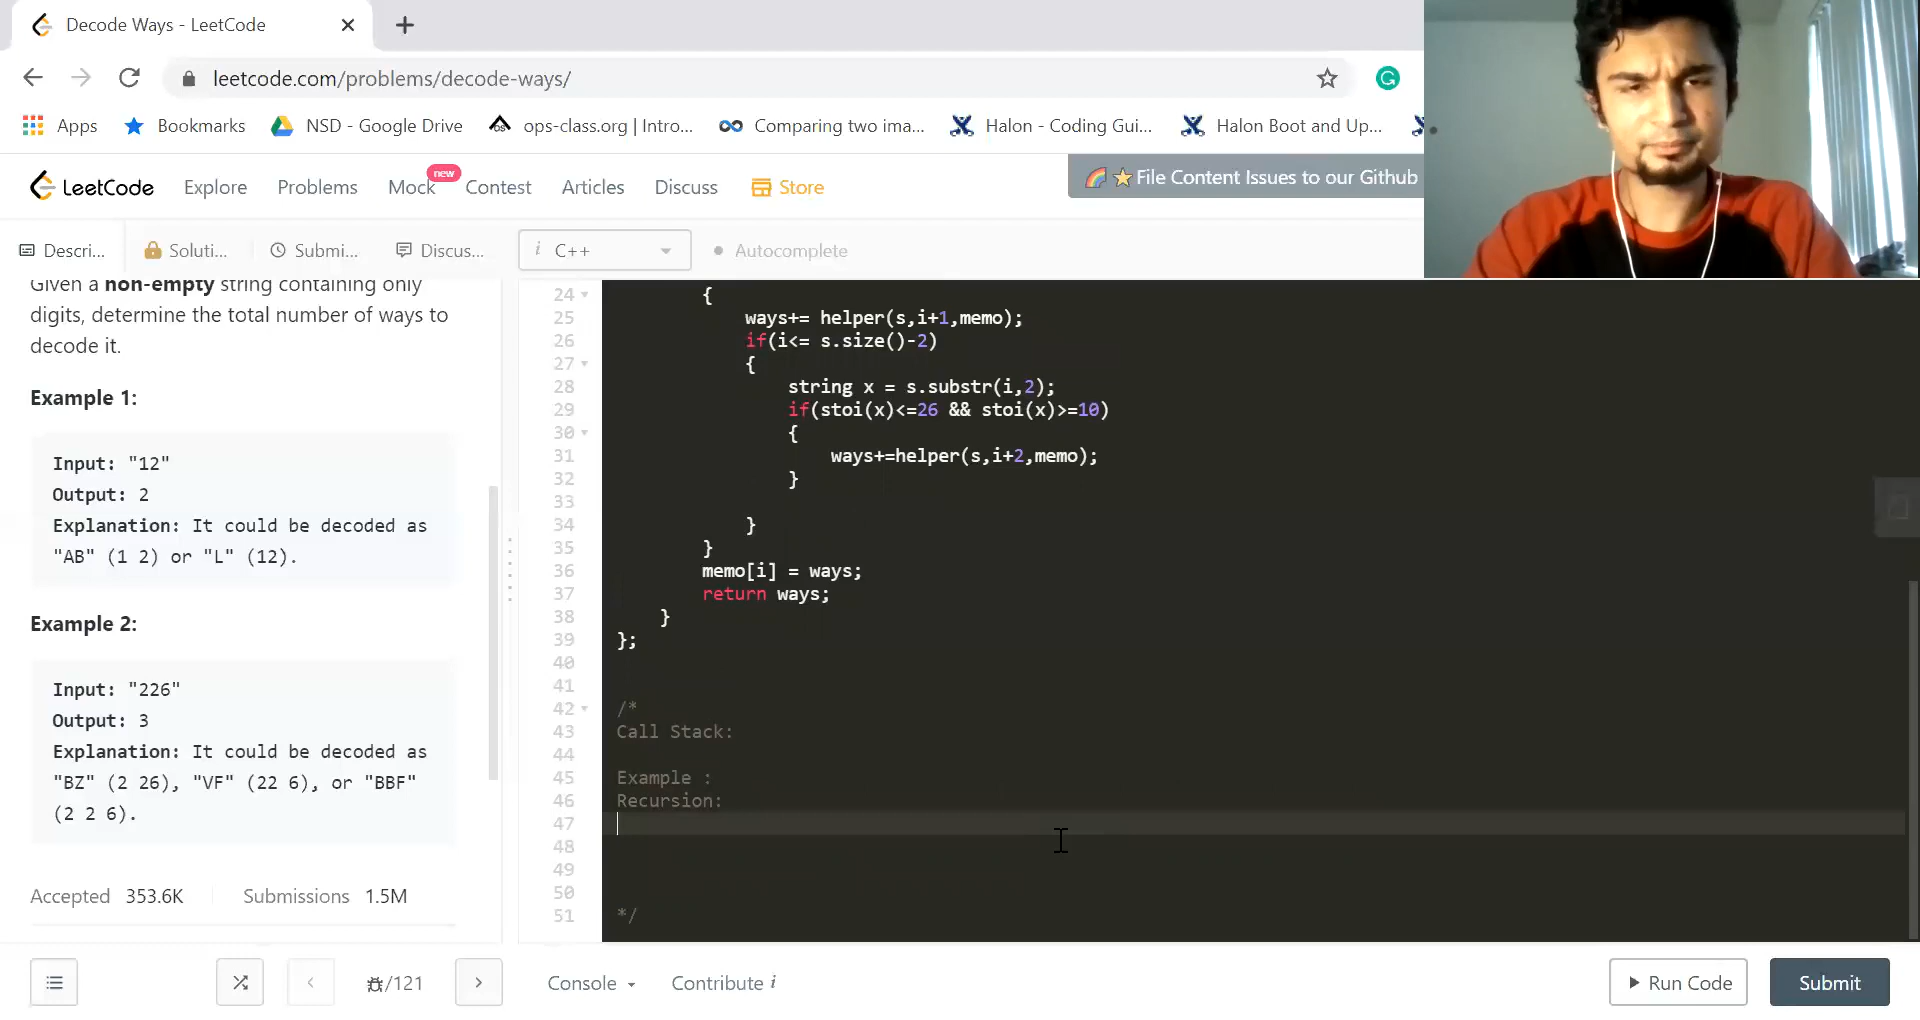 Decode Ways - LeetCode
leetcode.com/problems/decode-ways/
Apps Bookmarks NSD - Google Drive ops-class.org | Intro... Comparing two ima... Halon - Coding Gui... Halon Boot and Up...
LeetCode Explore Problems Mock new Contest Articles Discuss Store File Content Issues to our Github
Descri... Soluti... Submi... Discus... i C++ Autocomplete
Given a non-empty string containing only
digits, determine the total number of ways to
decode it.
Example 1:
Input: "12"
Output: 2
Explanation: It could be decoded as
"AB" (1 2) or "L" (12).
Example 2:
Input: "226"
Output: 3
Explanation: It could be decoded as
"BZ" (2 26), "VF" (22 6), or "BBF"
(2 2 6).
Accepted 353.6K Submissions 1.5M
24 {
25 ways+= helper(s,i+1,memo);
26 if(i<= s.size()-2)
27 {
28 string x = s.substr(i,2);
29 if(stoi(x)<=26 && stoi(x)>=10)
30 {
31 ways+=helper(s,i+2,memo);
32 }
33
34 }
35 }
36 memo[i] = ways;
37 return ways;
38 }
39 };
40
41
42 /*
43 Call Stack:
44
45 Example :
46 Recursion:
47
48
49
50
51 */
/121 Console Contribute i Run Code Submit